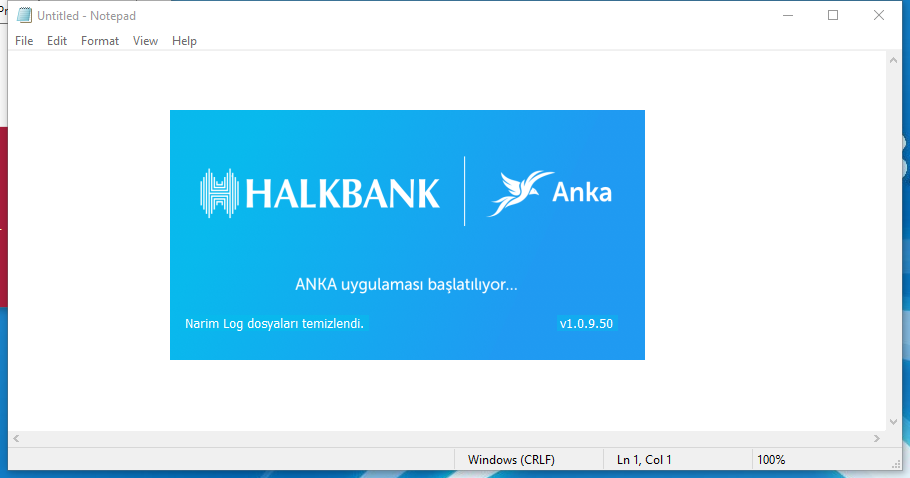 Untitled - Notepad
File Edit Format View Help
HALKBANK Anka
ANKA uygulaması başlatılıyor...
Narim Log dosyaları temizlendi. v1.0.9.50
Windows (CRLF) Ln 1, Col 1 100%